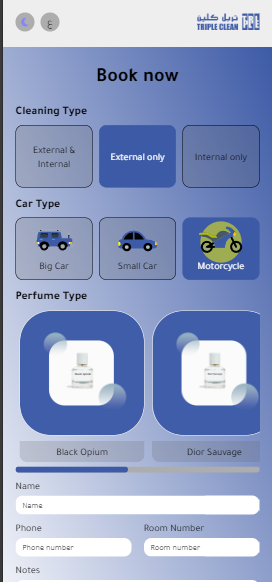 ع
تربل كلين
TRIPLE CLEAN
Book now
Cleaning Type
External &
Internal
External only
Internal only
Car Type
Big Car
Small Car
Motorcycle
Perfume Type
Black Opium
Dior Sauvage
Name
Name
Phone
Room Number
Phone number
Room number
Notes